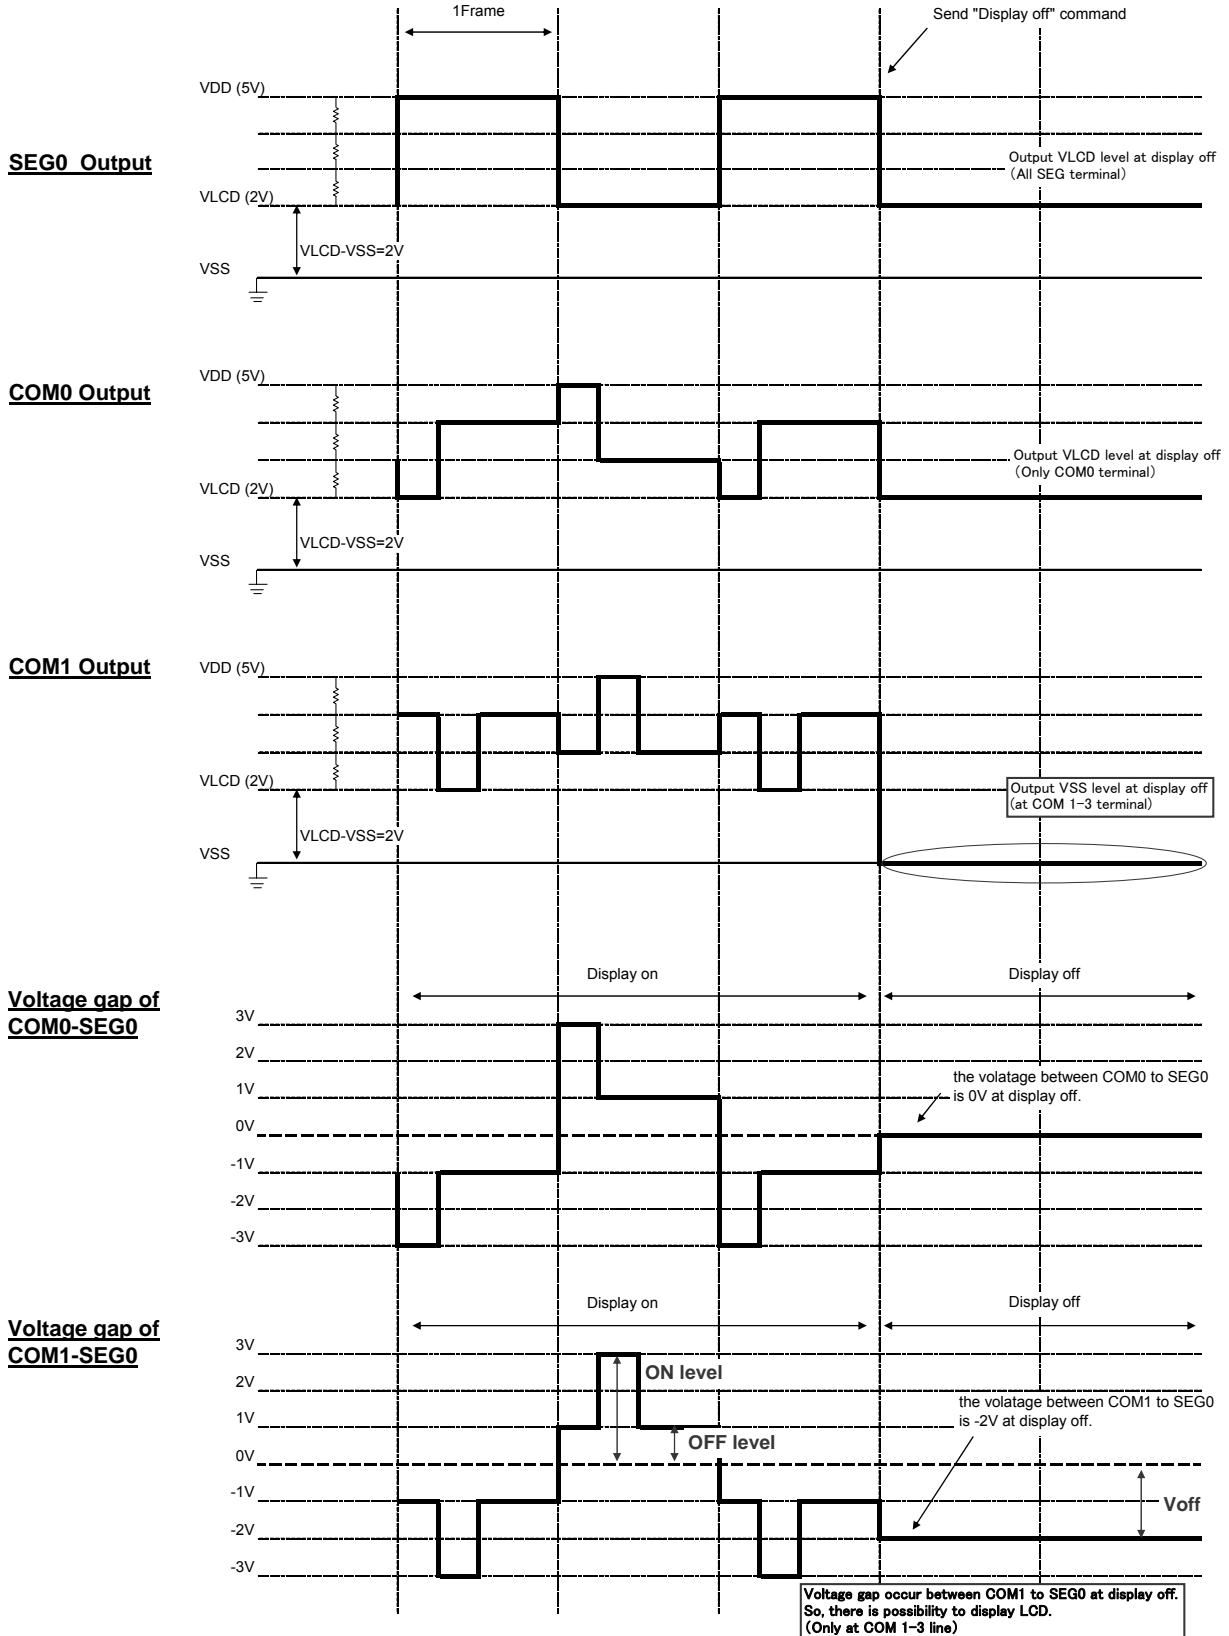 1Frame
Send "Display off" command
SEG0 Output
VDD (5V)
VLCD (2V)
VLCD-VSS=2V
VSS
Output VLCD level at display off
(All SEG terminal)
COM0 Output
VDD (5V)
VLCD (2V)
VLCD-VSS=2V
VSS
Output VLCD level at display off
(Only COM0 terminal)
COM1 Output
VDD (5V)
VLCD (2V)
VLCD-VSS=2V
VSS
Output VSS level at display off
(at COM 1-3 terminal)
Voltage gap of
COM0-SEG0
Display on
Display off
3V
2V
1V
0V
-1V
-2V
-3V
the volatage between COM0 to SEG0
is 0V at display off.
Voltage gap of
COM1-SEG0
Display on
Display off
3V
2V
1V
0V
-1V
-2V
-3V
ON level
OFF level
the volatage between COM1 to SEG0
is -2V at display off.
Voff
Voltage gap occur between COM1 to SEG0 at display off.
So, there is possibility to display LCD.
(Only at COM 1-3 line)